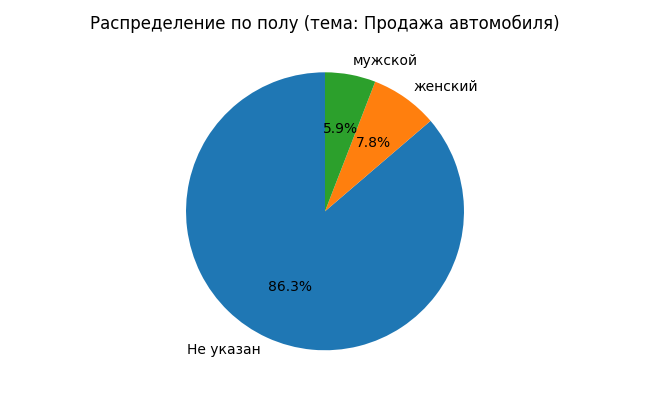 Распределение по полу (тема: Продажа автомобиля)
мужской
женский
5.9%
7.8%
86.3%
Не указан